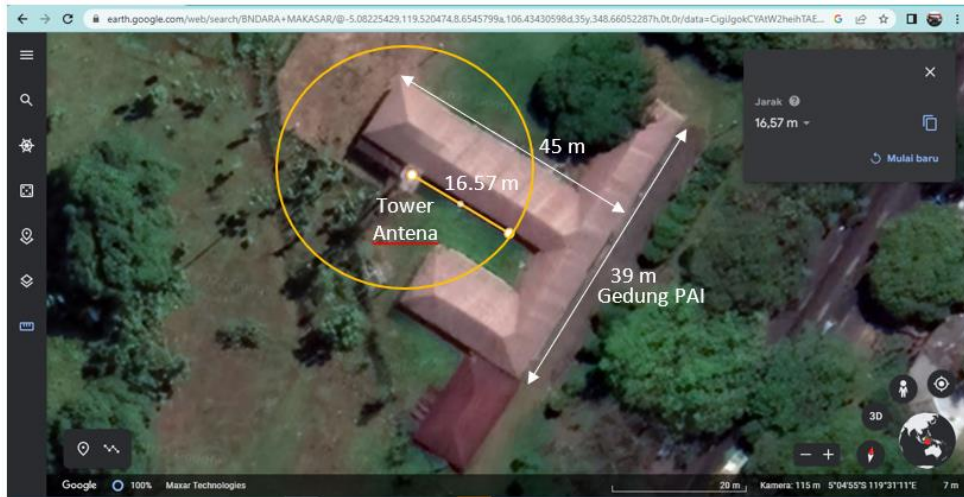 earth.google.com/web/search/BNDARA+MAKASAR/@-5.08225429,119.520474,8.6545799a,106.43430598d,35y,348.66052287h,0t,0r/data=CigiJgokCYAtW2heihTAE...
Jarak
16,57 m
Mulai baru
45 m
16.57 m
Tower
Antena
39 m
Gedung PAI
3D
Google 100% Maxar Technologies 20 m Kamera: 115 m 5°04'55"S 119°31'11"E 7 m